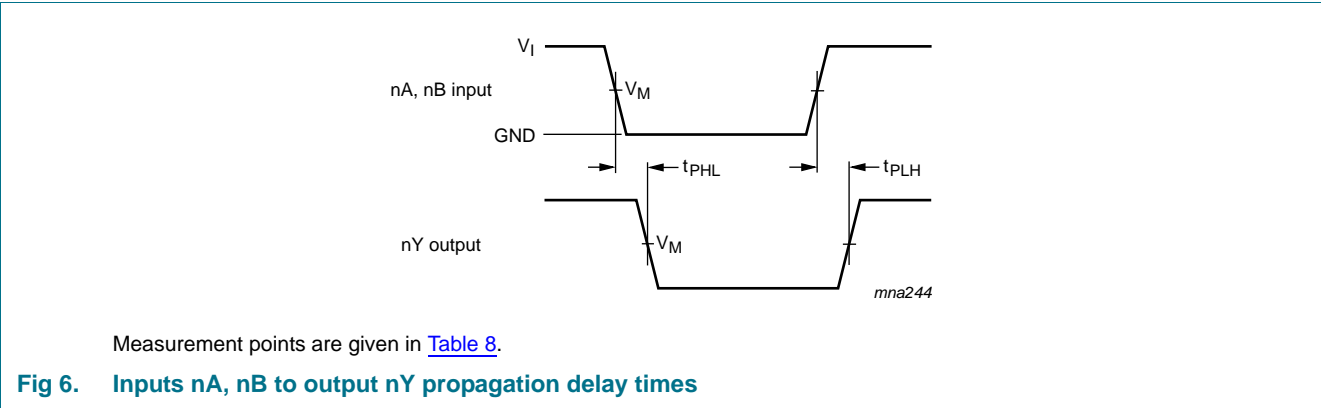 VI
nA, nB input
VM
GND
tPHL
tPLH
nY output
VM
mna244
Measurement points are given in Table 8.
Fig 6. Inputs nA, nB to output nY propagation delay times